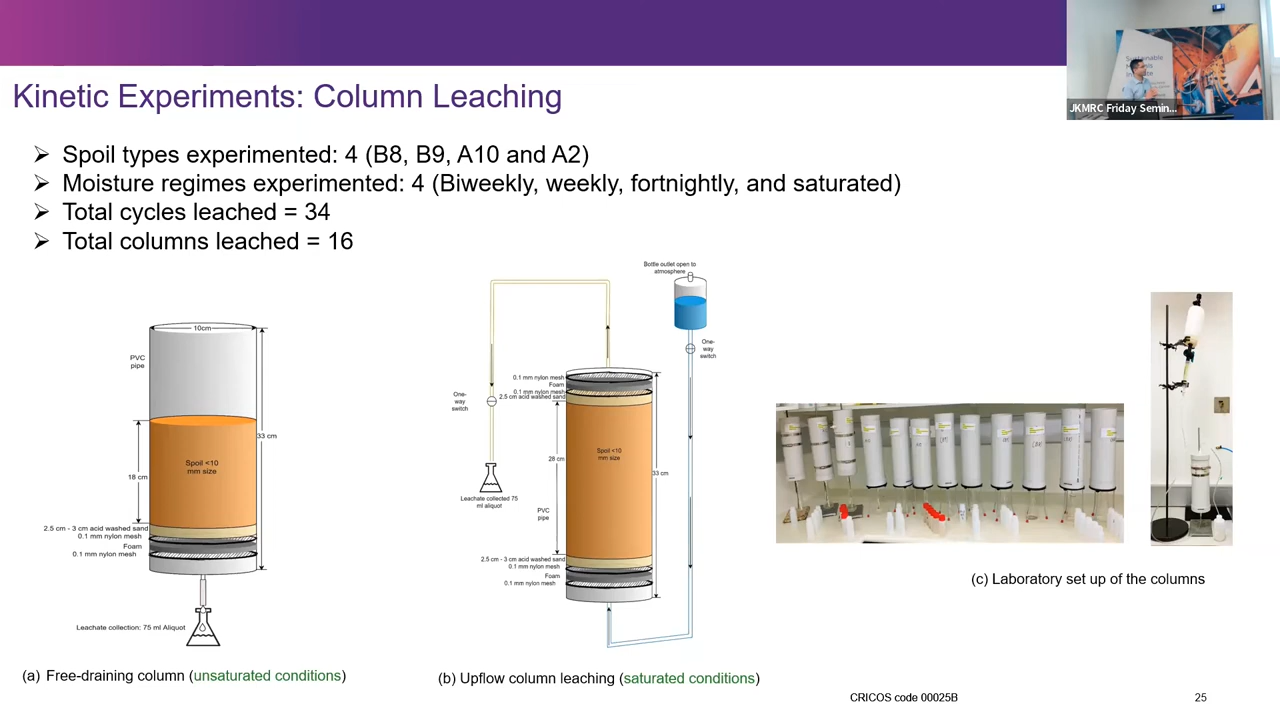 Kinetic Experiments: Column Leaching
JKMRC Friday Semin...
➢ Spoil types experimented: 4 (B8, B9, A10 and A2)
➢ Moisture regimes experimented: 4 (Biweekly, weekly, fortnightly, and saturated)
➢ Total cycles leached = 34
➢ Total columns leached = 16
10cm
PVC
pipe
33 cm
Spoil <10
mm size
18 cm
2.5 cm - 3 cm acid washed sand
0.1 mm nylon mesh
Foam
0.1 mm nylon mesh
Leachate collection: 75 ml Aliquot
(a) Free-draining column (unsaturated conditions)
Bottle outlet open to
atmosphere
One-
way
switch
0.1 mm nylon mesh
Foam
0.1 mm nylon mesh
2.5 cm acid washed sand
One-
way
switch
28 cm
Spoil <10
mm size
33 cm
Leachate collected 75
ml aliquot
PVC
pipe
2.5 cm - 3 cm acid washed sand
0.1 mm nylon mesh
Foam
0.1 mm nylon mesh
(b) Upflow column leaching (saturated conditions)
(c) Laboratory set up of the columns
CRICOS code 00025B
25